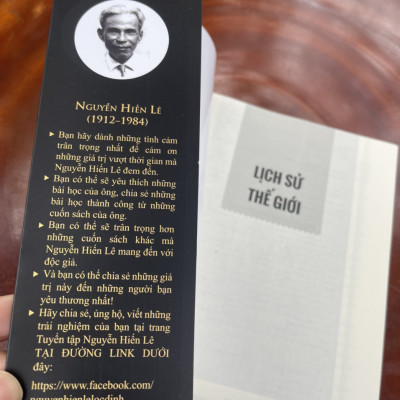 NGUYỄN HIẾN LÊ
(1912-1984)
▸ Bạn hãy dành những tình cảm
trân trọng nhất để cảm ơn
những giá trị vượt thời gian mà
Nguyễn Hiến Lê đem đến.
▸ Bạn có thể sẽ yêu thích những
bài học của ông, chia sẻ những
bài học thành công từ những
cuốn sách của ông.
▸ Bạn có thể sẽ trân trọng hơn
những cuốn sách khác mà
Nguyễn Hiến Lê mang đến với
độc giả.
▸ Và bạn có thể chia sẻ những giá
trị này đến những người bạn
yêu thương nhất!
▸ Hãy chia sẻ, ủng hộ, viết những
trải nghiệm của bạn tại trang
Tuyển tập Nguyễn Hiến Lê
TẠI ĐƯỜNG LINK DƯỚI
đây:
https://www.facebook.com/
nguyenhienlelocdinh
LỊCH SỬ
THẾ GIỚI